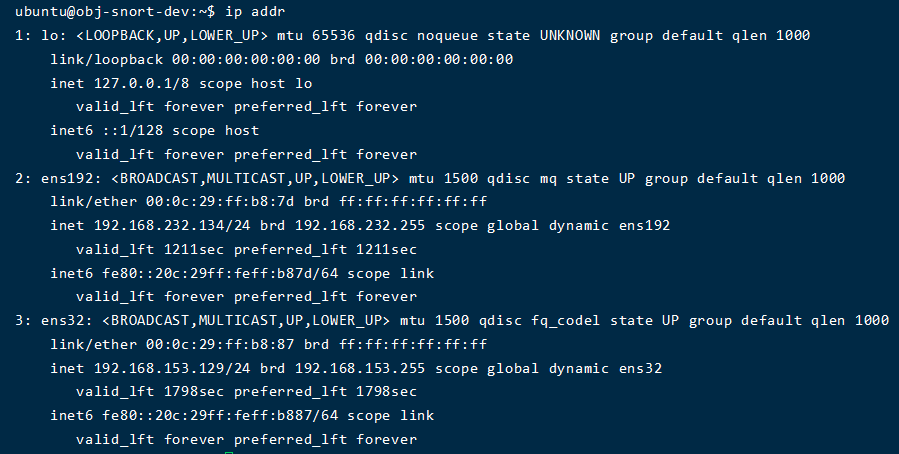 ubuntu@obj-snort-dev:~$ ip addr
1: lo: <LOOPBACK,UP,LOWER_UP> mtu 65536 qdisc noqueue state UNKNOWN group default qlen 1000
link/loopback 00:00:00:00:00:00 brd 00:00:00:00:00:00
inet 127.0.0.1/8 scope host lo
valid_lft forever preferred_lft forever
inet6 ::1/128 scope host
valid_lft forever preferred_lft forever
2: ens192: <BROADCAST,MULTICAST,UP,LOWER_UP> mtu 1500 qdisc mq state UP group default qlen 1000
link/ether 00:0c:29:ff:b8:7d brd ff:ff:ff:ff:ff:ff
inet 192.168.232.134/24 brd 192.168.232.255 scope global dynamic ens192
valid_lft 1211sec preferred_lft 1211sec
inet6 fe80::20c:29ff:feff:b87d/64 scope link
valid_lft forever preferred_lft forever
3: ens32: <BROADCAST,MULTICAST,UP,LOWER_UP> mtu 1500 qdisc fq_codel state UP group default qlen 1000
link/ether 00:0c:29:ff:b8:87 brd ff:ff:ff:ff:ff:ff
inet 192.168.153.129/24 brd 192.168.153.255 scope global dynamic ens32
valid_lft 1798sec preferred_lft 1798sec
inet6 fe80::20c:29ff:feff:b887/64 scope link
valid_lft forever preferred_lft forever